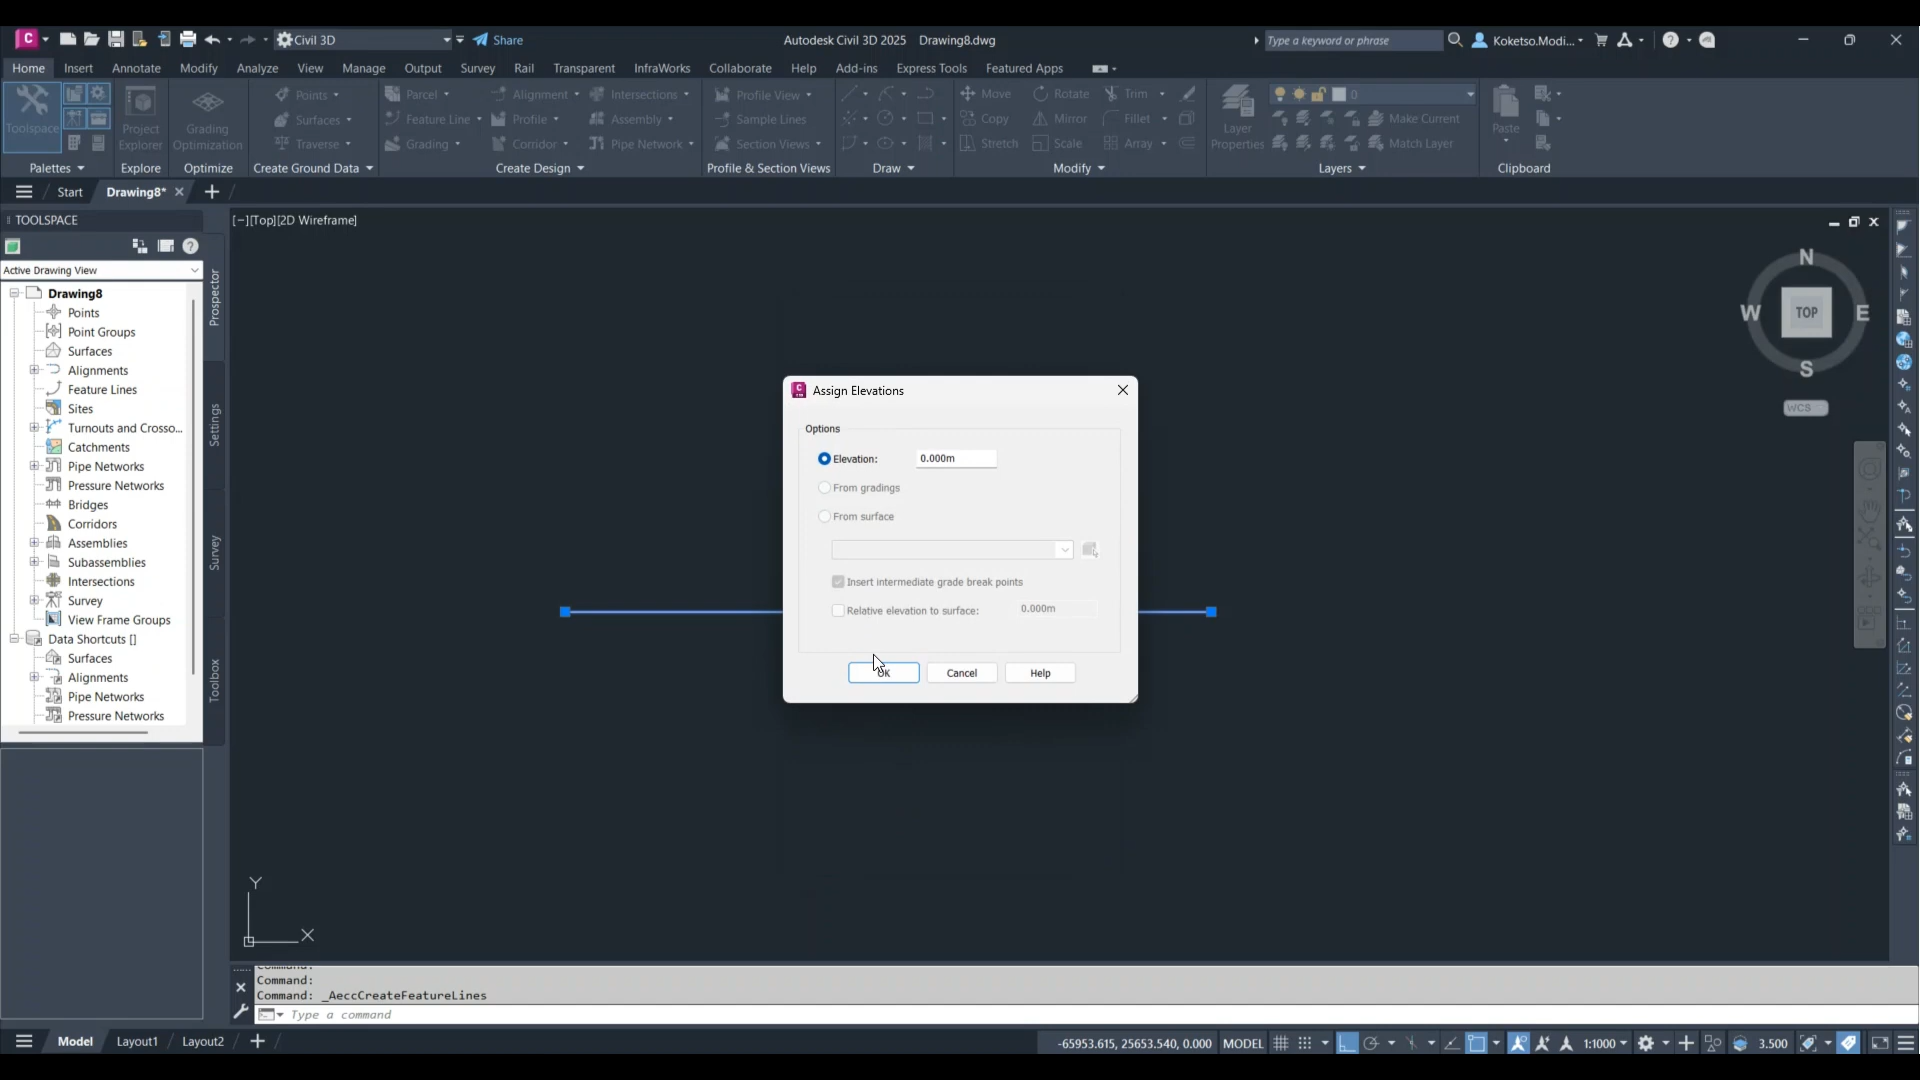 C
Civil 3D
Share
Autodesk Civil 3D 2025 Drawing8.dwg
Type a keyword or phrase
Koketso.Modi...
Home Insert Annotate Modify Analyze View Manage Output Survey Rail Transparent InfraWorks Collaborate Help Add-ins Express Tools Featured Apps
Toolspace
Project Explorer
Grading Optimization
Points
Surfaces
Traverse
Parcel
Feature Line
Grading
Alignment
Profile
Corridor
Intersections
Assembly
Pipe Network
Profile View
Sample Lines
Section Views
Move
Copy
Stretch
Rotate
Mirror
Scale
Trim
Fillet
Array
Layer Properties
0
Make Current
Match Layer
Paste
Palettes Explore Optimize Create Ground Data Create Design Profile & Section Views Draw Modify Layers Clipboard
Start Drawing8*
TOOLSPACE
Active Drawing View
Drawing8
Points
Point Groups
Surfaces
Alignments
Feature Lines
Sites
Turnouts and Crosso...
Catchments
Pipe Networks
Pressure Networks
Bridges
Corridors
Assemblies
Subassemblies
Intersections
Survey
View Frame Groups
Data Shortcuts []
Surfaces
Alignments
Pipe Networks
Pressure Networks
Prospector
Settings
Survey
Toolbox
[−][Top][2D Wireframe]
N
W TOP E
S
WCS
Assign Elevations
Options
Elevation: 0.000m
From gradings
From surface
Insert intermediate grade break points
Relative elevation to surface: 0.000m
OK Cancel Help
Y
X
Command:
Command:
Command: _AeccCreateFeatureLines
Type a command
Model Layout1 Layout2
-65953.615, 25653.540, 0.000 MODEL 1:1000 3.500